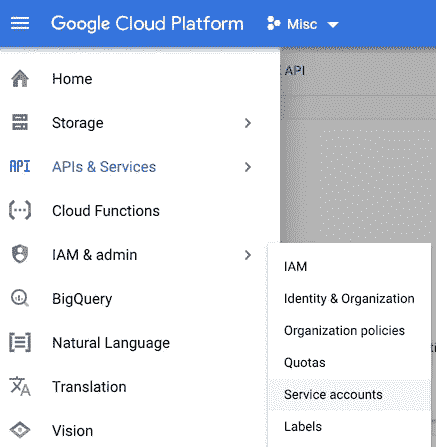 Google Cloud Platform
Misc
API
Home
Storage
API APIs & Services
Cloud Functions
IAM & admin
BigQuery
Natural Language
Translation
Vision
IAM
Identity & Organization
Organization policies
Quotas
Service accounts
Labels